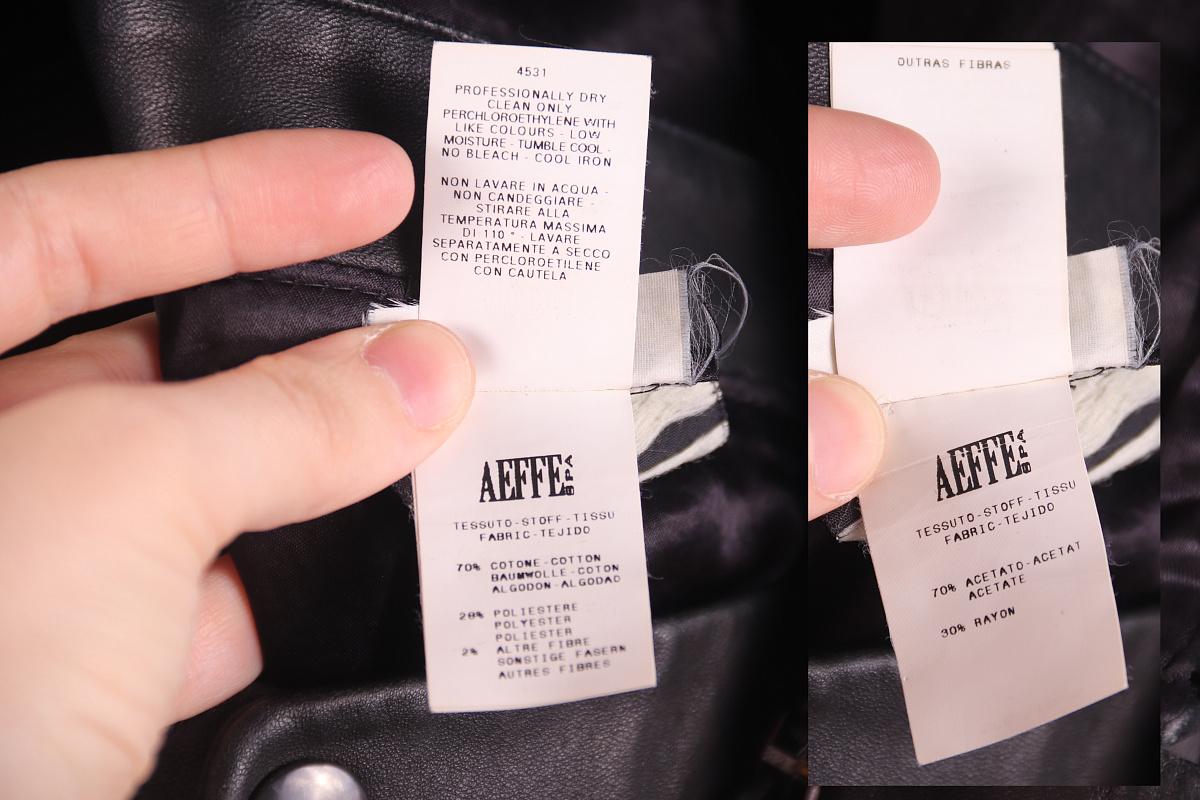 4531
PROFESSIONALLY DRY
CLEAN ONLY
PERCHLOROETHYLENE WITH
LIKE COLOURS - LOW
MOISTURE - TUMBLE COOL -
NO BLEACH - COOL IRON
NON LAVARE IN ACQUA -
NON CANDEGGIARE -
STIRARE ALLA
TEMPERATURA MASSIMA
DI 110 ° - LAVARE
SEPARATAMENTE A SECCO
CON PERCLOROETILENE
CON CAUTELA
AEFFE SPA
TESSUTO-STOFF-TISSU
FABRIC-TEJIDO
70% COTONE-COTTON
BAUMWOLLE-COTON
ALGODON-ALGODAO
28% POLIESTERE
POLYESTER
POLIESTER
2% ALTRE FIBRE
SONSTIGE FASERN
AUTRES FIBRES
OUTRAS FIBRAS
AEFFE SPA
TESSUTO-STOFF-TISSU
FABRIC-TEJIDO
70% ACETATO-ACETAT
ACETATE
30% RAYON